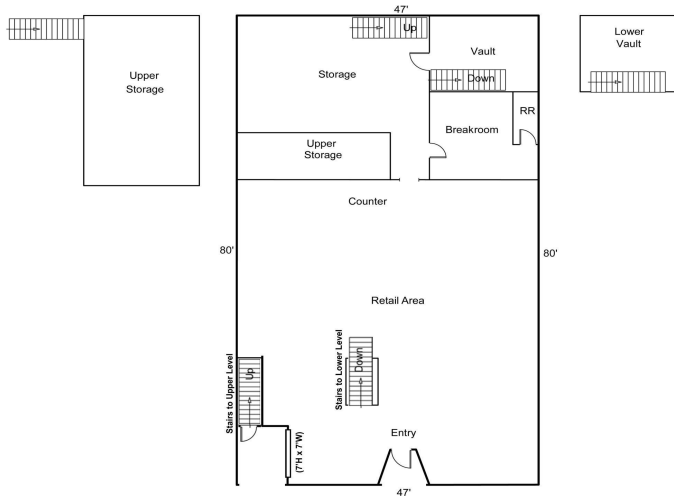 47'
Up
Vault
Lower
Vault
Upper
Storage
Storage
Down
RR
Breakroom
Upper
Storage
Counter
80'
80'
Retail Area
Stairs to Upper Level
Up
Stairs to Lower Level
Down
Entry
(7'H x 7'W)
47'